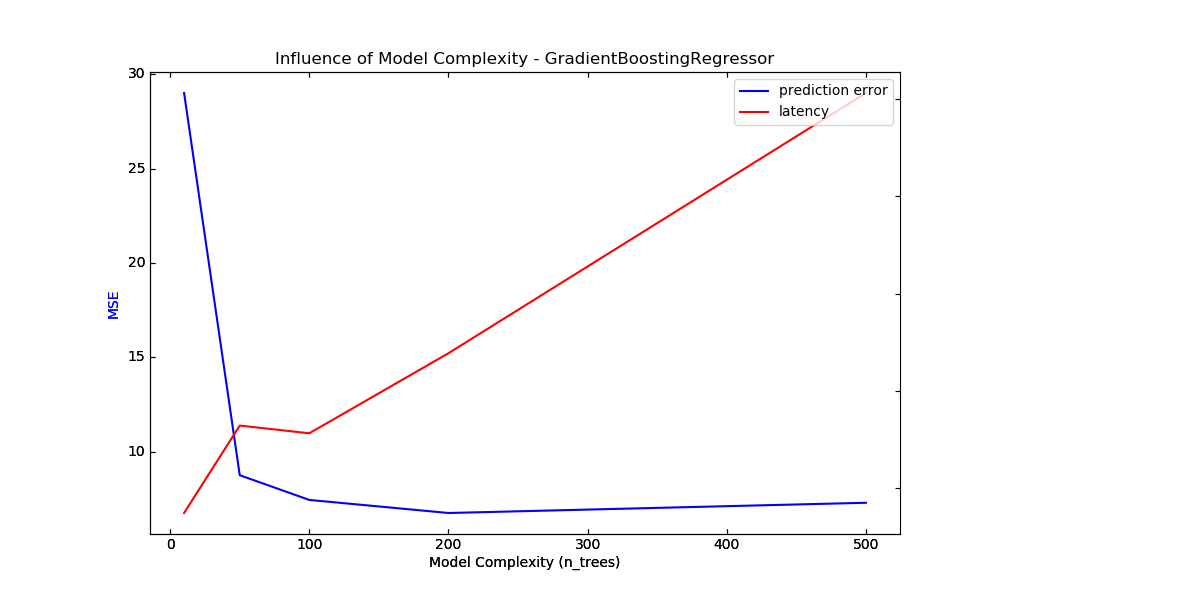 Influence of Model Complexity - GradientBoostingRegressor
30
25
20
15
10
MSE
prediction error
latency
0
100
200
300
400
500
Model Complexity (n_trees)